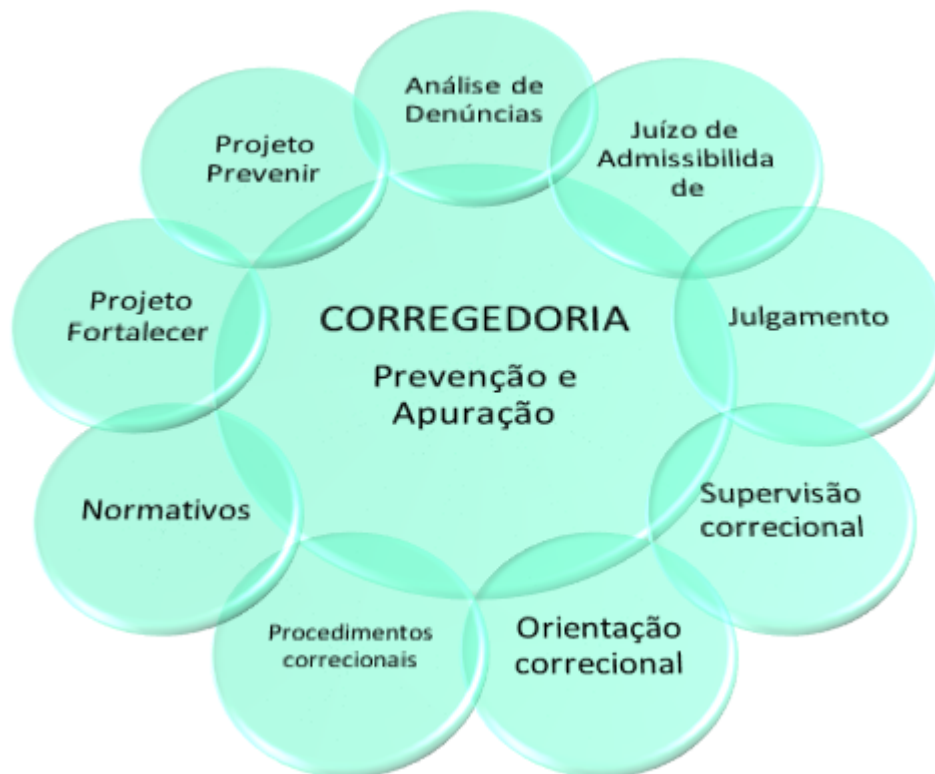 Análise de
Denúncias
Juízo de
Admissibilida
de
Projeto
Prevenir
Projeto
Fortalecer
CORREGEDORIA
Prevenção e
Apuração
Julgamento
Normativos
Supervisão
correcional
Procedimentos
correcionais
Orientação
correcional